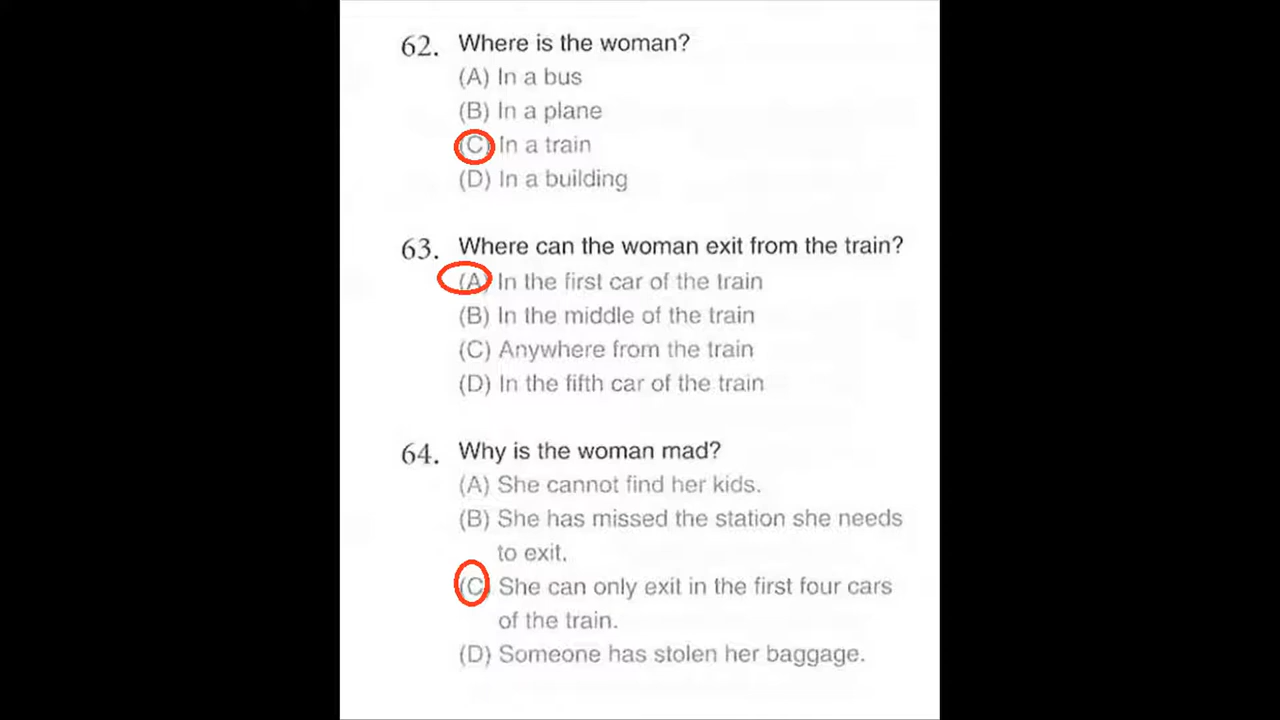 62. Where is the woman?
(A) In a bus
(B) In a plane
(C) In a train
(D) In a building
63. Where can the woman exit from the train?
(A) In the first car of the train
(B) In the middle of the train
(C) Anywhere from the train
(D) In the fifth car of the train
64. Why is the woman mad?
(A) She cannot find her kids.
(B) She has missed the station she needs
to exit.
(C) She can only exit in the first four cars
of the train.
(D) Someone has stolen her baggage.